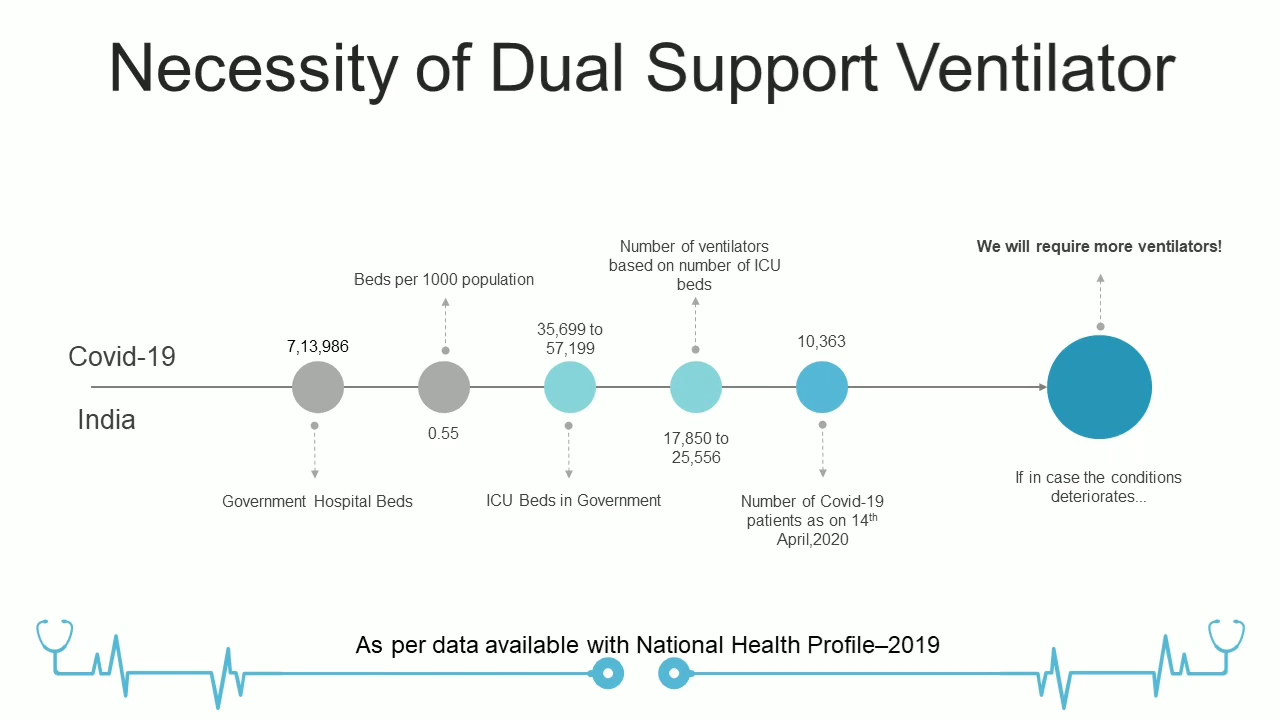 Necessity of Dual Support Ventilator
Covid-19
India
7,13,986
Government Hospital Beds
Beds per 1000 population
0.55
35,699 to
57,199
ICU Beds in Government
Number of ventilators
based on number of ICU
beds
17,850 to
25,556
10,363
Number of Covid-19
patients as on 14th
April,2020
We will require more ventilators!
If in case the conditions
deteriorates...
As per data available with National Health Profile–2019